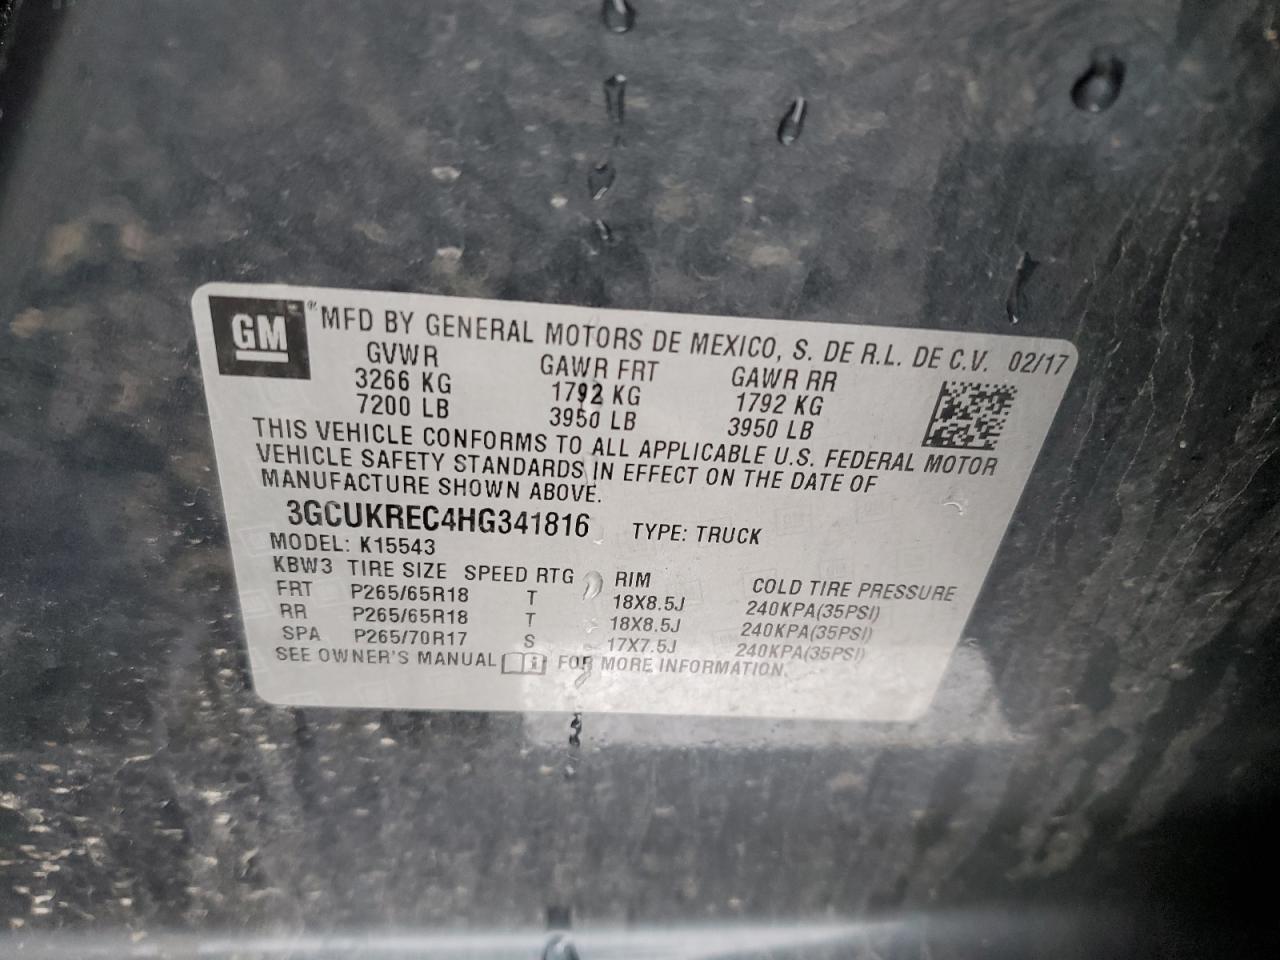 GM ® MFD BY GENERAL MOTORS DE MEXICO, S. DE R.L. DE C.V. 02/17
GVWR GAWR FRT GAWR RR
3266 KG 1792 KG 1792 KG
7200 LB 3950 LB 3950 LB
THIS VEHICLE CONFORMS TO ALL APPLICABLE U.S. FEDERAL MOTOR
VEHICLE SAFETY STANDARDS IN EFFECT ON THE DATE OF
MANUFACTURE SHOWN ABOVE.
3GCUKREC4HG341816 TYPE: TRUCK
MODEL: K15543
KBW3 TIRE SIZE SPEED RTG RIM COLD TIRE PRESSURE
FRT P265/65R18 T 18X8.5J 240KPA(35PSI)
RR P265/65R18 T 18X8.5J 240KPA(35PSI)
SPA P265/70R17 S 17X7.5J 240KPA(35PSI)
SEE OWNER'S MANUAL FOR MORE INFORMATION.